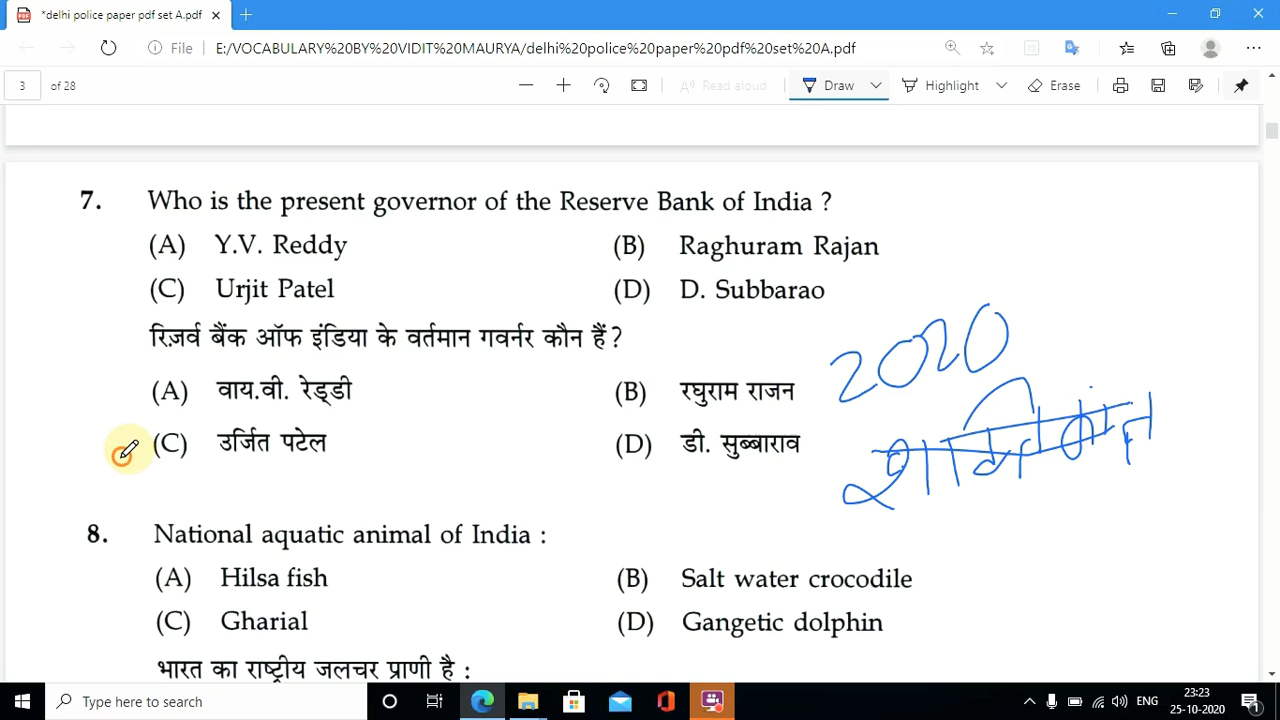 *delhi police paper pdf set A.pdf
File E:/VOCABULARY%20BY%20VIDIT%20MAURYA/delhi%20police%20paper%20pdf%20set%20A.pdf
3 of 28 Read aloud Draw Highlight Erase
7. Who is the present governor of the Reserve Bank of India ?
(A) Y.V. Reddy (B) Raghuram Rajan
(C) Urjit Patel (D) D. Subbarao
रिज़र्व बैंक ऑफ इंडिया के वर्तमान गवर्नर कौन हैं?
(A) वाय.वी. रेड्डी (B) रघुराम राजन
(C) उर्जित पटेल (D) डी. सुब्बाराव
2020
8. National aquatic animal of India :
(A) Hilsa fish (B) Salt water crocodile
(C) Gharial (D) Gangetic dolphin
भारत का राष्ट्रीय जलचर प्राणी है :
Type here to search
ENG 23:23
25-10-2020
1